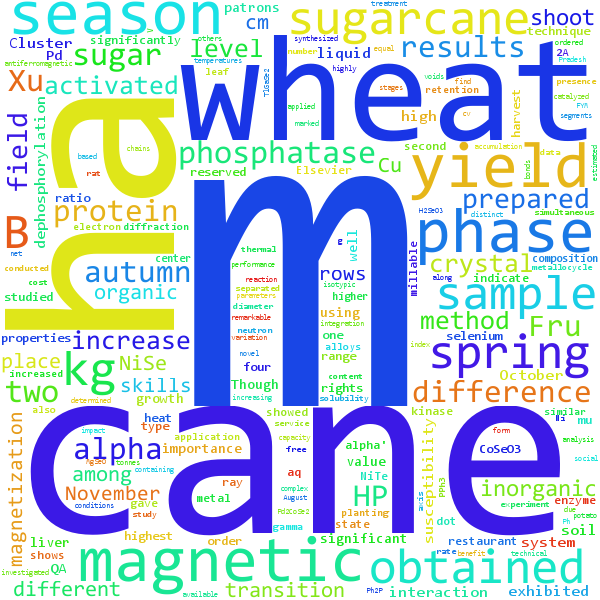 season
patrons
cm
sugarcane
shoot
treatment
others
synthesized
equal
number
highly
technique
ordered
Cluster
Pd
significantly
level
liquid
results
2A
antiferromagnetic
sugar
temperatures
leaf
TlGaSe2
wheat
retention
find
Pradesh
presence
voids
catalyzed
Xu
activated
reserved
applied
stages
high
cv
harvest
FYM
segments
field
dephosphorylation
based
chains
rat
marked
Elsevier
second
accumulation
yield
data
bonds
estimated
phosphatase
Cu
ratio
protein
ha
m
H2SeO3
distinct
simultaneous
B
electron
diffraction
net
phase
prepared
conducted
cost
center
thermal
g
well
performance
reaction
rows
isotypic
millable
crystal
indicate
along
composition
metallocycle
studied
autumn
organic
separated
parameters
diameter
higher
sample
remarkable
neutron
integration
using
method
selenium
Fru
properties
increase
variation
one
alloys
novel
four
range
index
spring
place
NiSe
increased
kg
two
skills
Though
content
rights
increasing
solubility
October
difference
also
growth
determined
cane
showed
service
kinase
similar
Ni
magnetization
impact
heat
type
application
importance
capacity
free
alpha'
value
susceptibility
form
CoSeO3
analysis
mu
alpha
among
AgSeO
tonnes
containing
ray
aq
NiTe
social
November
metal
complex
August
HP
PPh3
inorganic
enzyme
conditions
study
gave
Pd2CoSe2
planting
state
axis
dot
experiment
due
potato
Ph
soil
liver
shows
highest
order
gamma
significant
restaurant
system
QA
magnetic
obtained
rate
benefit
technical
investigated
different
transition
available
Ph2P
interaction
exhibited